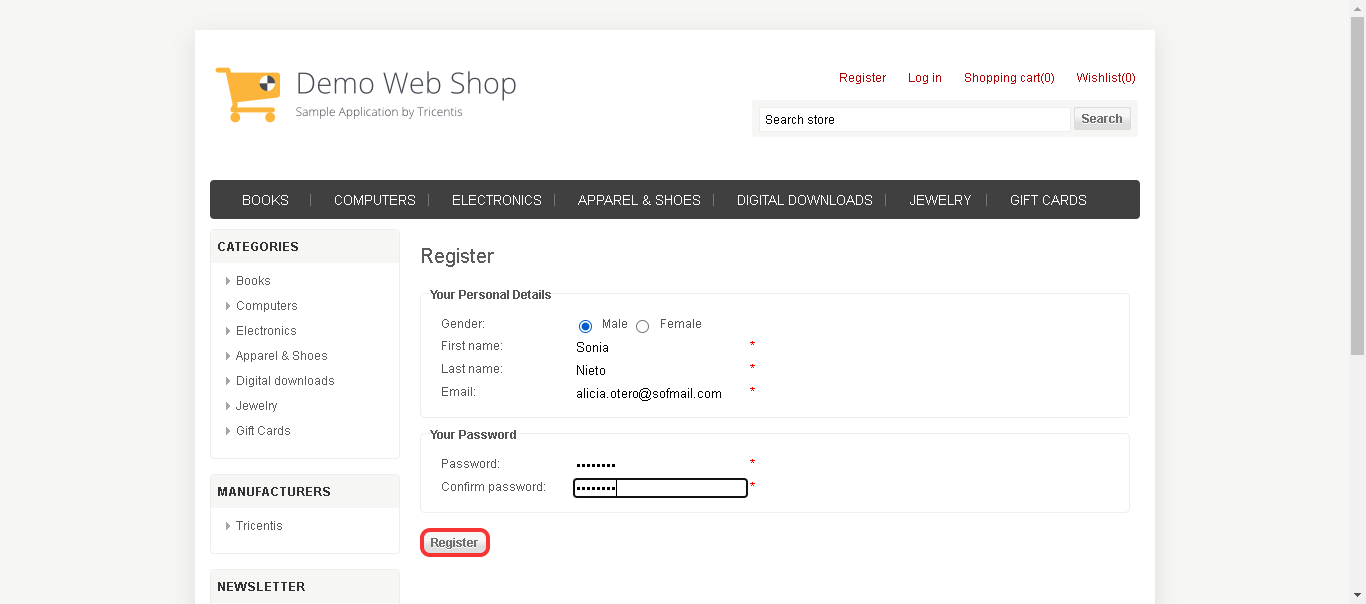 Demo Web Shop
Sample Application by Tricentis
Register Log in Shopping cart(0) Wishlist(0)
Search store Search
BOOKS COMPUTERS ELECTRONICS APPAREL & SHOES DIGITAL DOWNLOADS JEWELRY GIFT CARDS
CATEGORIES
Books
Computers
Electronics
Apparel & Shoes
Digital downloads
Jewelry
Gift Cards
MANUFACTURERS
Tricentis
NEWSLETTER
Register
Your Personal Details
Gender: Male Female
First name: Sonia *
Last name: Nieto *
Email: alicia.otero@sofmail.com *
Your Password
Password: •••••••• *
Confirm password: •••••••• *
Register